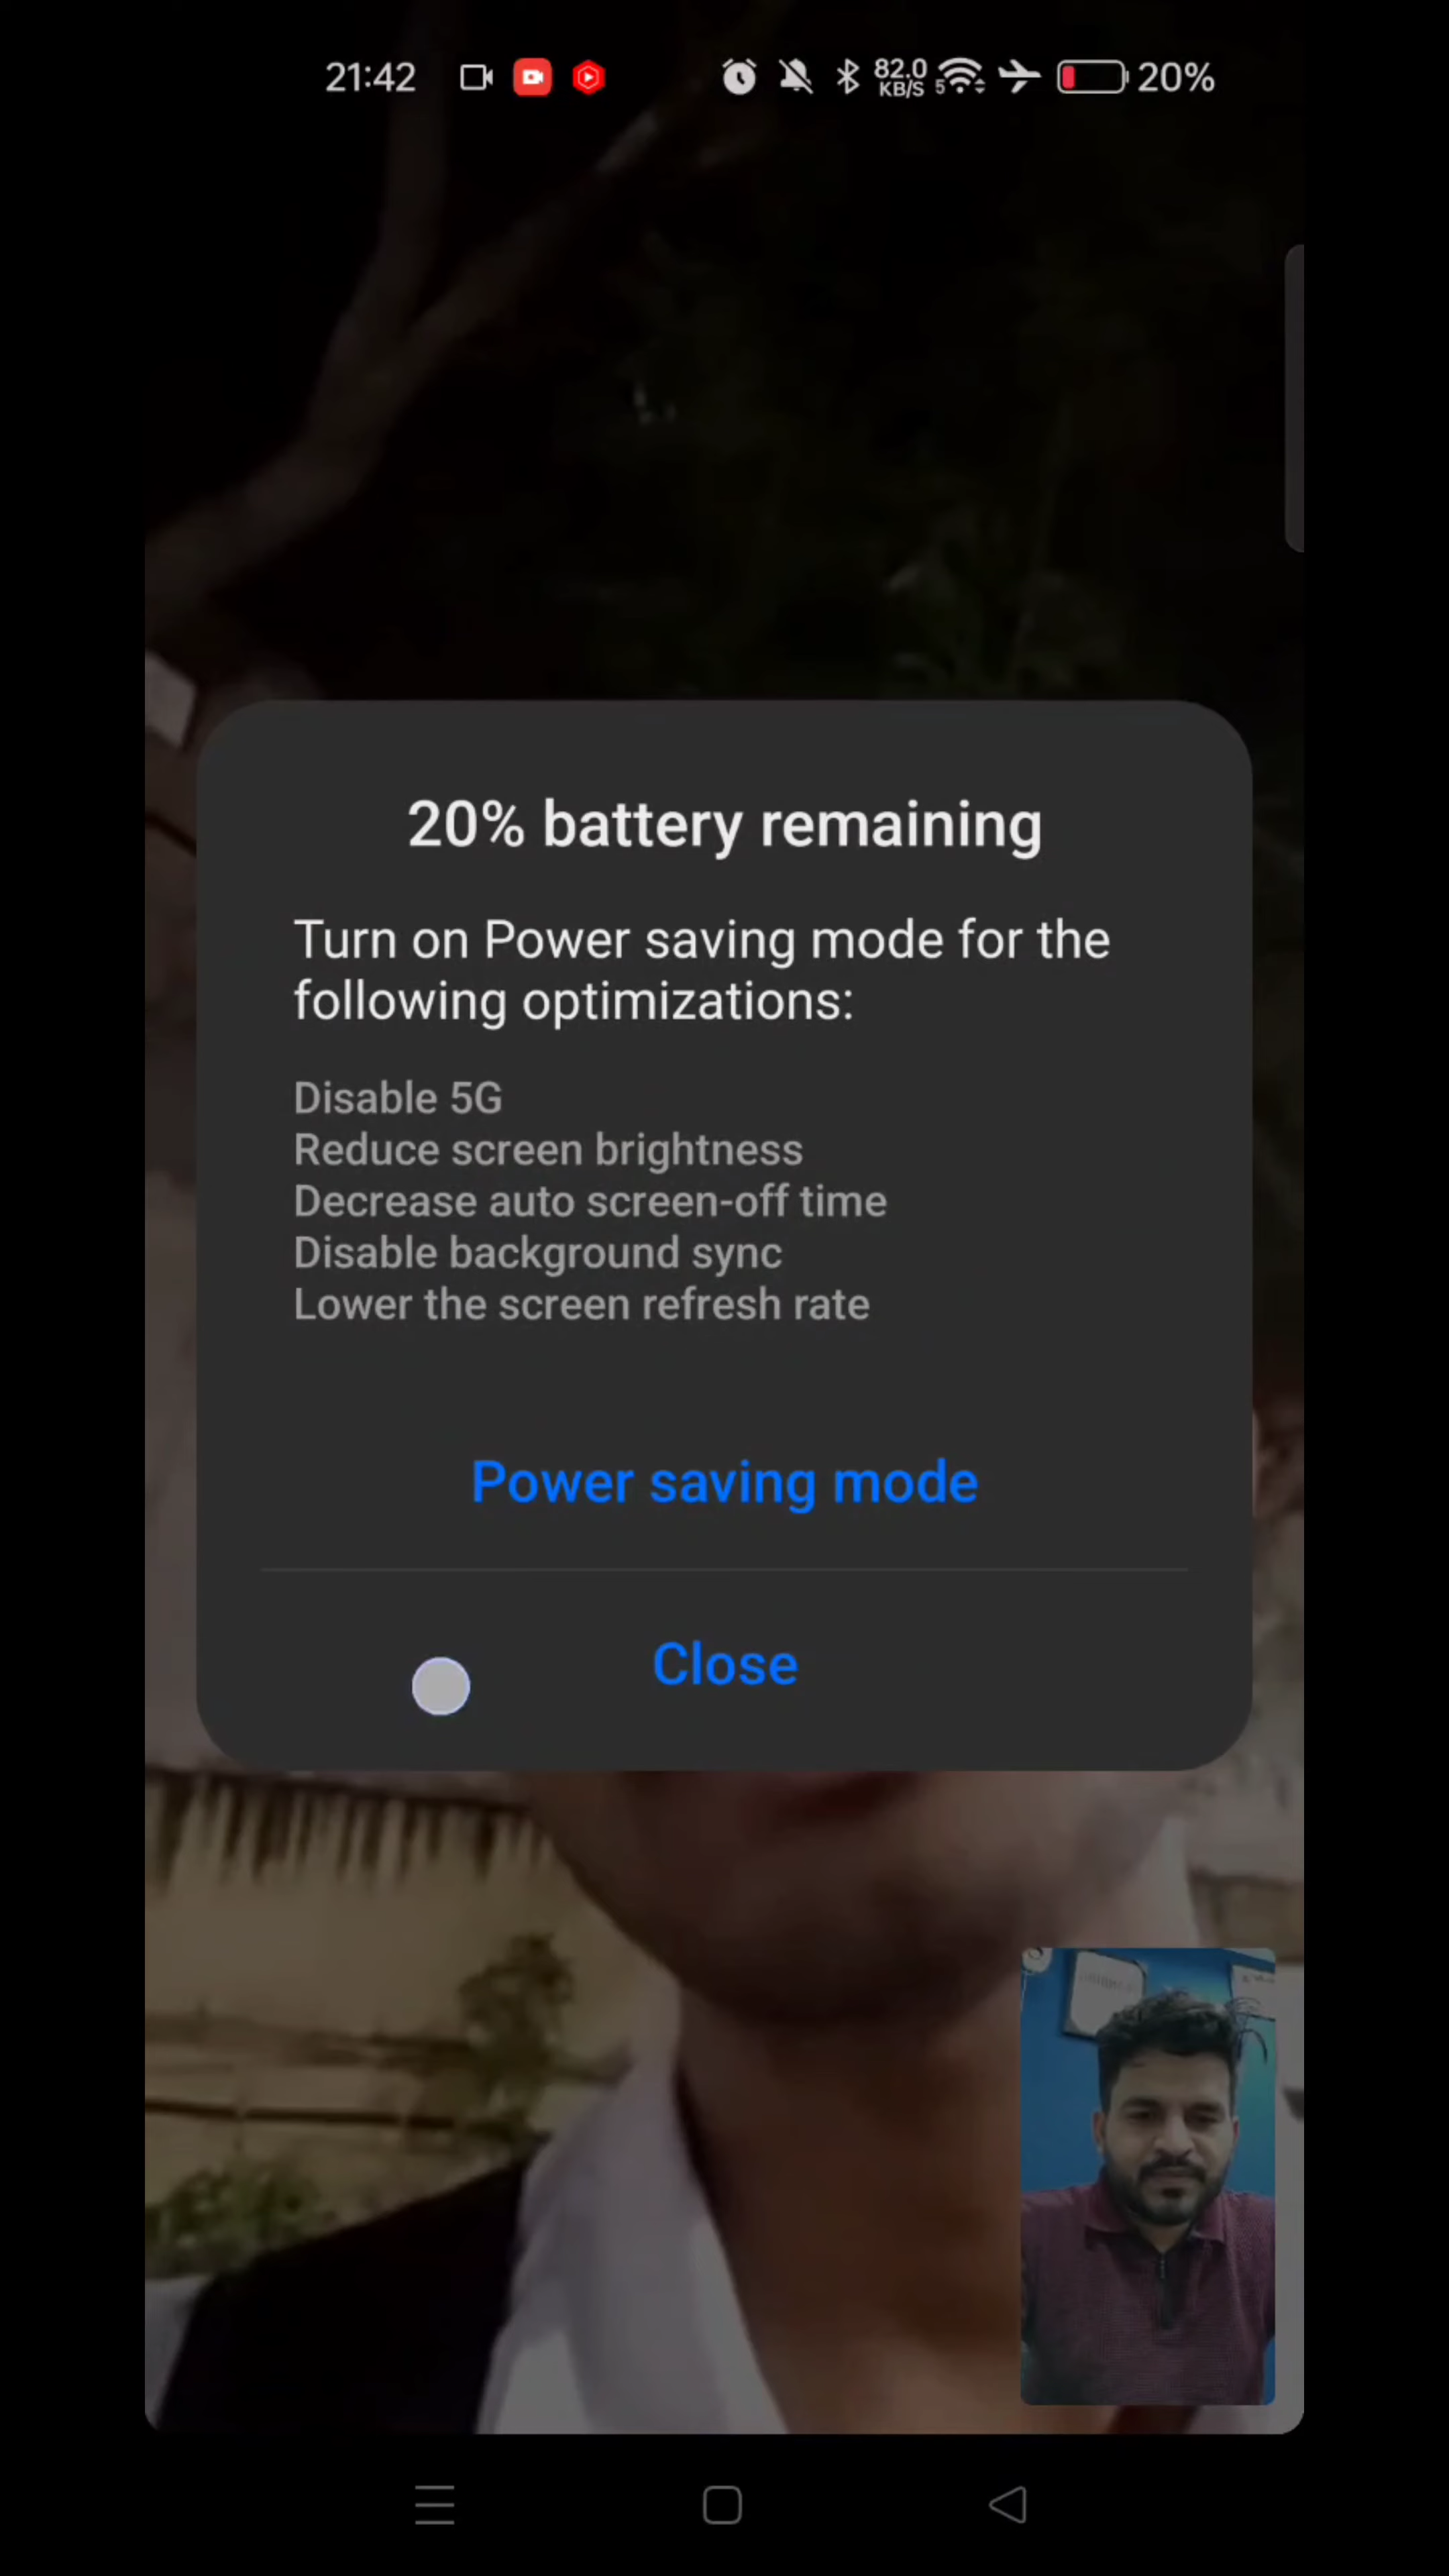 21:42
82.0
KB/S
5
20%
20% battery remaining
Turn on Power saving mode for the
following optimizations:
Disable 5G
Reduce screen brightness
Decrease auto screen-off time
Disable background sync
Lower the screen refresh rate
Power saving mode
Close